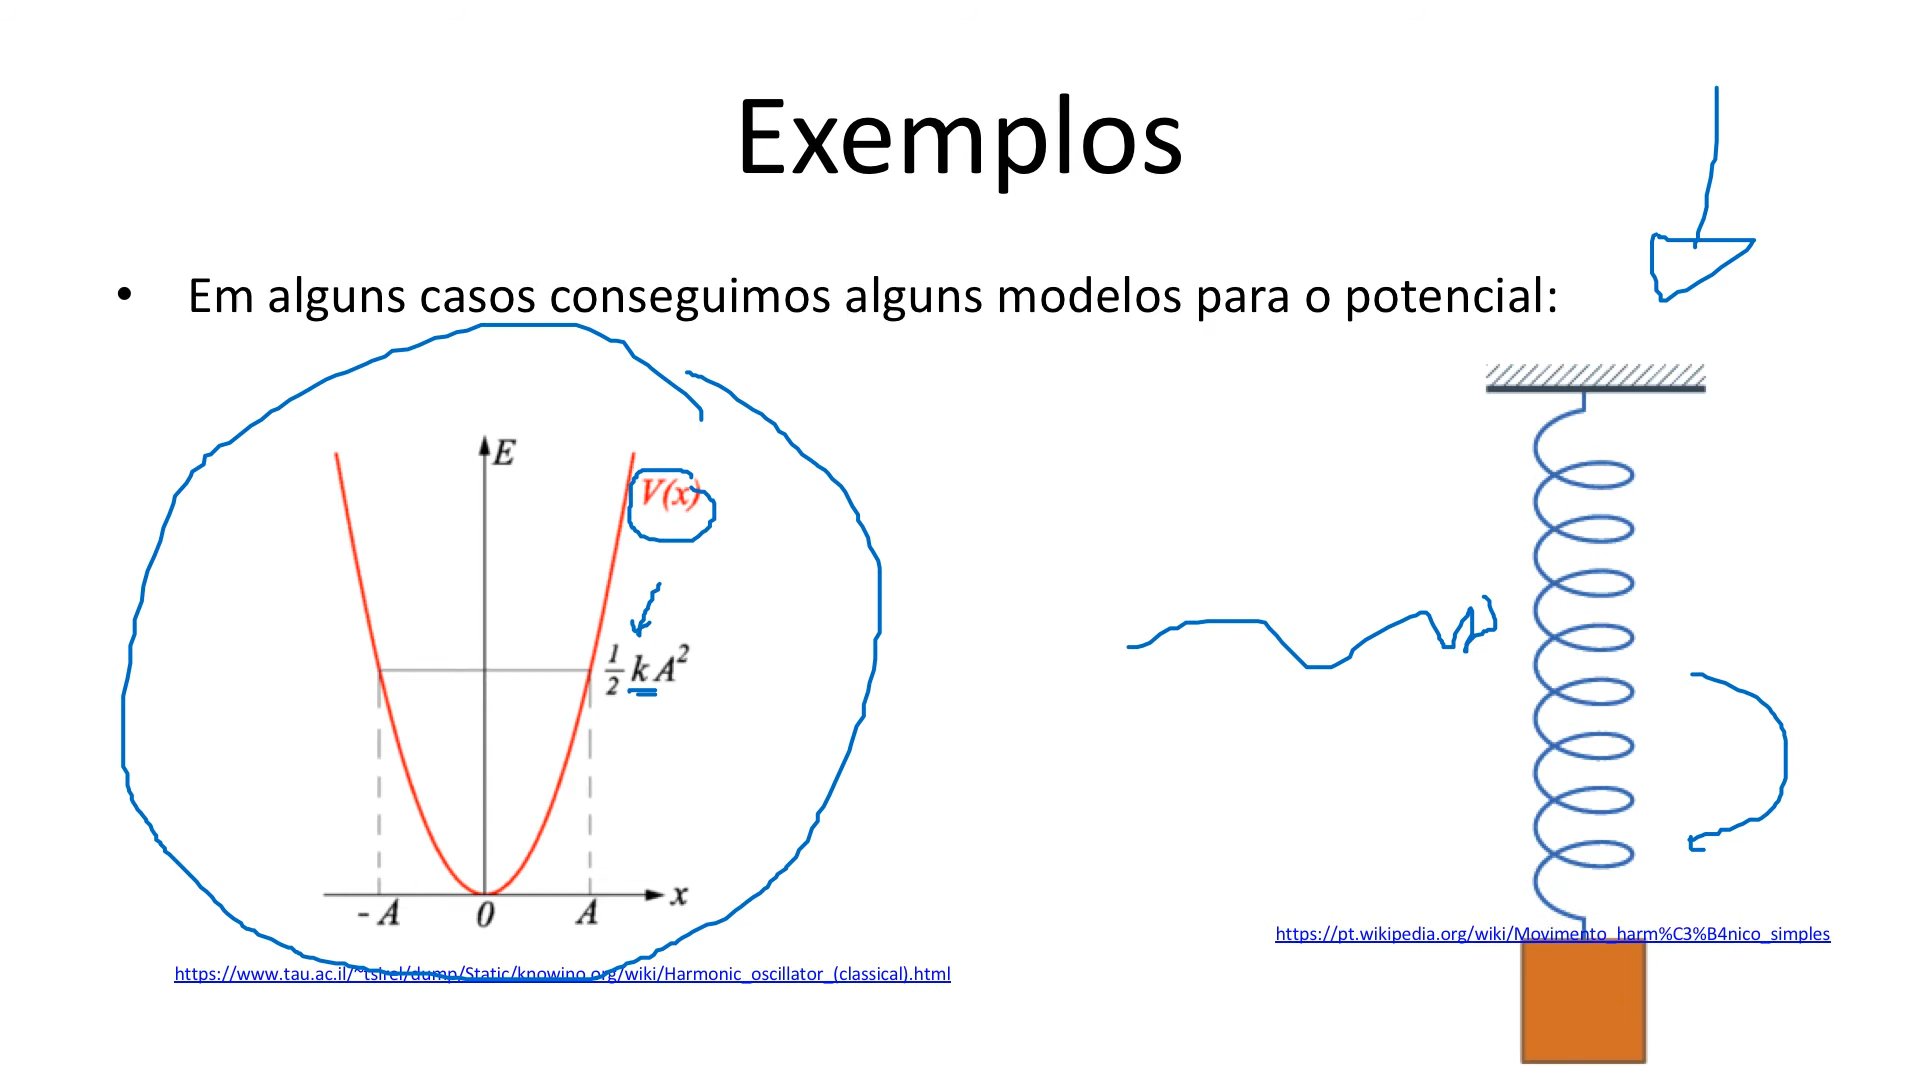 Exemplos
• Em alguns casos conseguimos alguns modelos para o potencial:
E
V(x)
1/2 k A²
- A 0 A x
https://www.tau.ac.il/~tsirel/dump/Static/knowino.org/wiki/Harmonic_oscillator_(classical).html
https://pt.wikipedia.org/wiki/Movimento_harm%C3%B4nico_simples